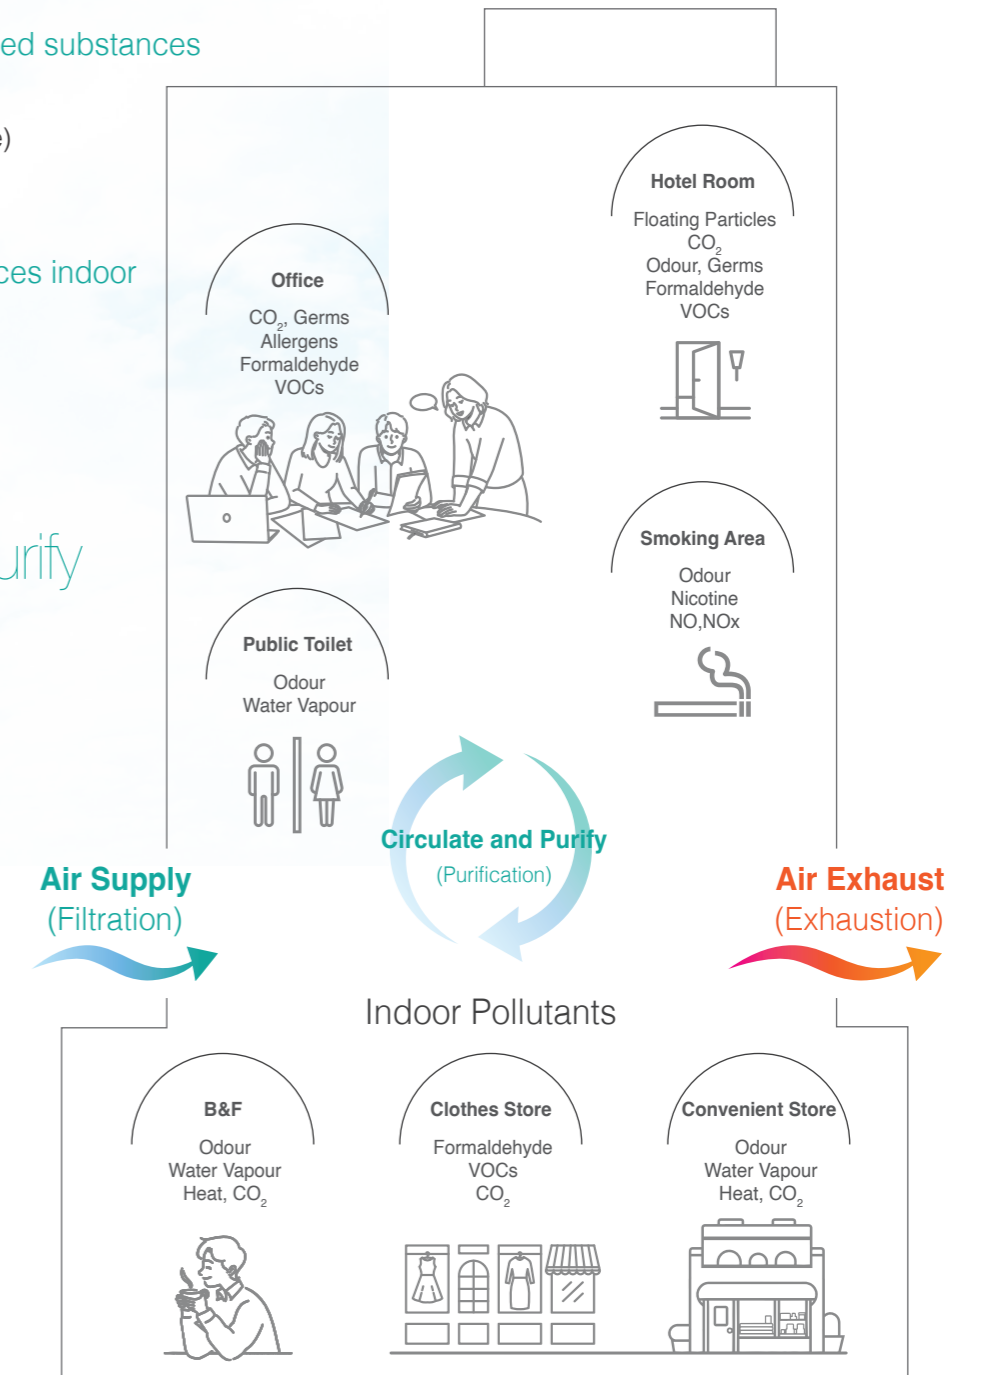 ed substances
e)
ces indoor
urify
Office
CO₂, Germs
Allergens
Formaldehyde
VOCs
Hotel Room
Floating Particles
CO₂
Odour, Germs
Formaldehyde
VOCs
Smoking Area
Odour
Nicotine
NO,NOx
Public Toilet
Odour
Water Vapour
Circulate and Purify
(Purification)
Air Supply
(Filtration)
Air Exhaust
(Exhaustion)
Indoor Pollutants
B&F
Odour
Water Vapour
Heat, CO₂
Clothes Store
Formaldehyde
VOCs
CO₂
Convenient Store
Odour
Water Vapour
Heat, CO₂